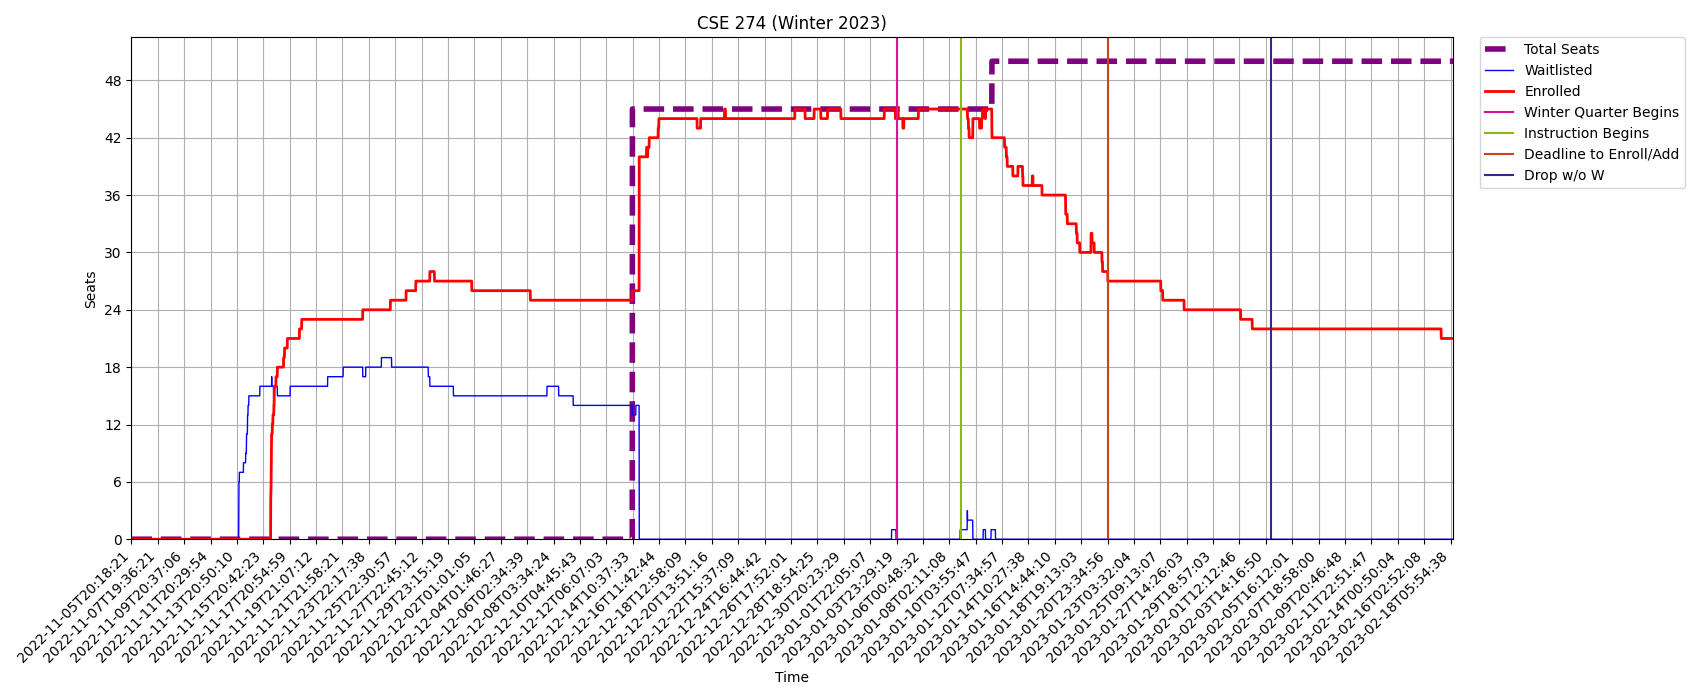 CSE 274 (Winter 2023)
Total Seats
Waitlisted
Enrolled
Winter Quarter Begins
Instruction Begins
Deadline to Enroll/Add
Drop w/o W
Seats
48
42
36
30
24
18
12
6
0
2022-11-05T20:18:21
2022-11-07T19:36:21
2022-11-09T20:37:06
2022-11-11T20:29:54
2022-11-13T20:50:10
2022-11-15T20:42:23
2022-11-17T20:54:59
2022-11-19T21:07:12
2022-11-21T21:58:21
2022-11-23T22:17:38
2022-11-25T22:30:57
2022-11-27T22:45:12
2022-11-29T23:15:19
2022-12-02T01:01:05
2022-12-04T01:46:27
2022-12-06T02:34:39
2022-12-08T03:34:24
2022-12-10T04:45:43
2022-12-12T06:07:03
2022-12-14T10:37:33
2022-12-16T11:42:44
2022-12-18T12:58:09
2022-12-20T13:51:16
2022-12-22T15:37:09
2022-12-24T16:44:42
2022-12-26T17:52:01
2022-12-28T18:54:25
2022-12-30T20:23:29
2023-01-01T22:05:07
2023-01-03T23:29:19
2023-01-06T00:48:32
2023-01-08T02:11:08
2023-01-10T03:55:47
2023-01-12T07:34:57
2023-01-14T10:27:38
2023-01-16T14:44:10
2023-01-18T19:13:03
2023-01-20T23:34:56
2023-01-23T03:32:04
2023-01-25T09:13:07
2023-01-27T14:26:03
2023-01-29T18:57:03
2023-02-01T12:12:46
2023-02-03T14:16:50
2023-02-05T16:12:01
2023-02-07T18:58:00
2023-02-09T20:46:48
2023-02-11T22:51:47
2023-02-14T00:50:04
2023-02-16T02:52:08
2023-02-18T05:54:38
Time